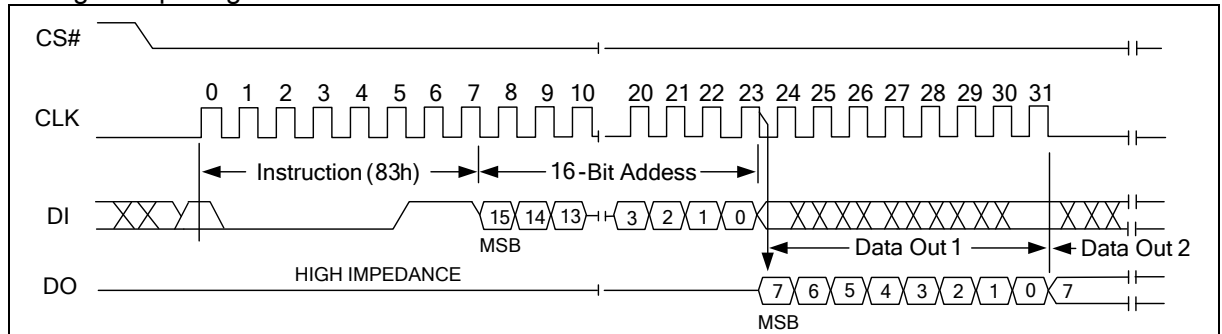 CS#
0 1 2 3 4 5 6 7 8 9 10 20 21 22 23 24 25 26 27 28 29 30 31
CLK
Instruction (83h) 16-Bit Addess
DI 15 14 13 3 2 1 0
MSB
Data Out 1 Data Out 2
HIGH IMPEDANCE
DO 7 6 5 4 3 2 1 0 7
MSB